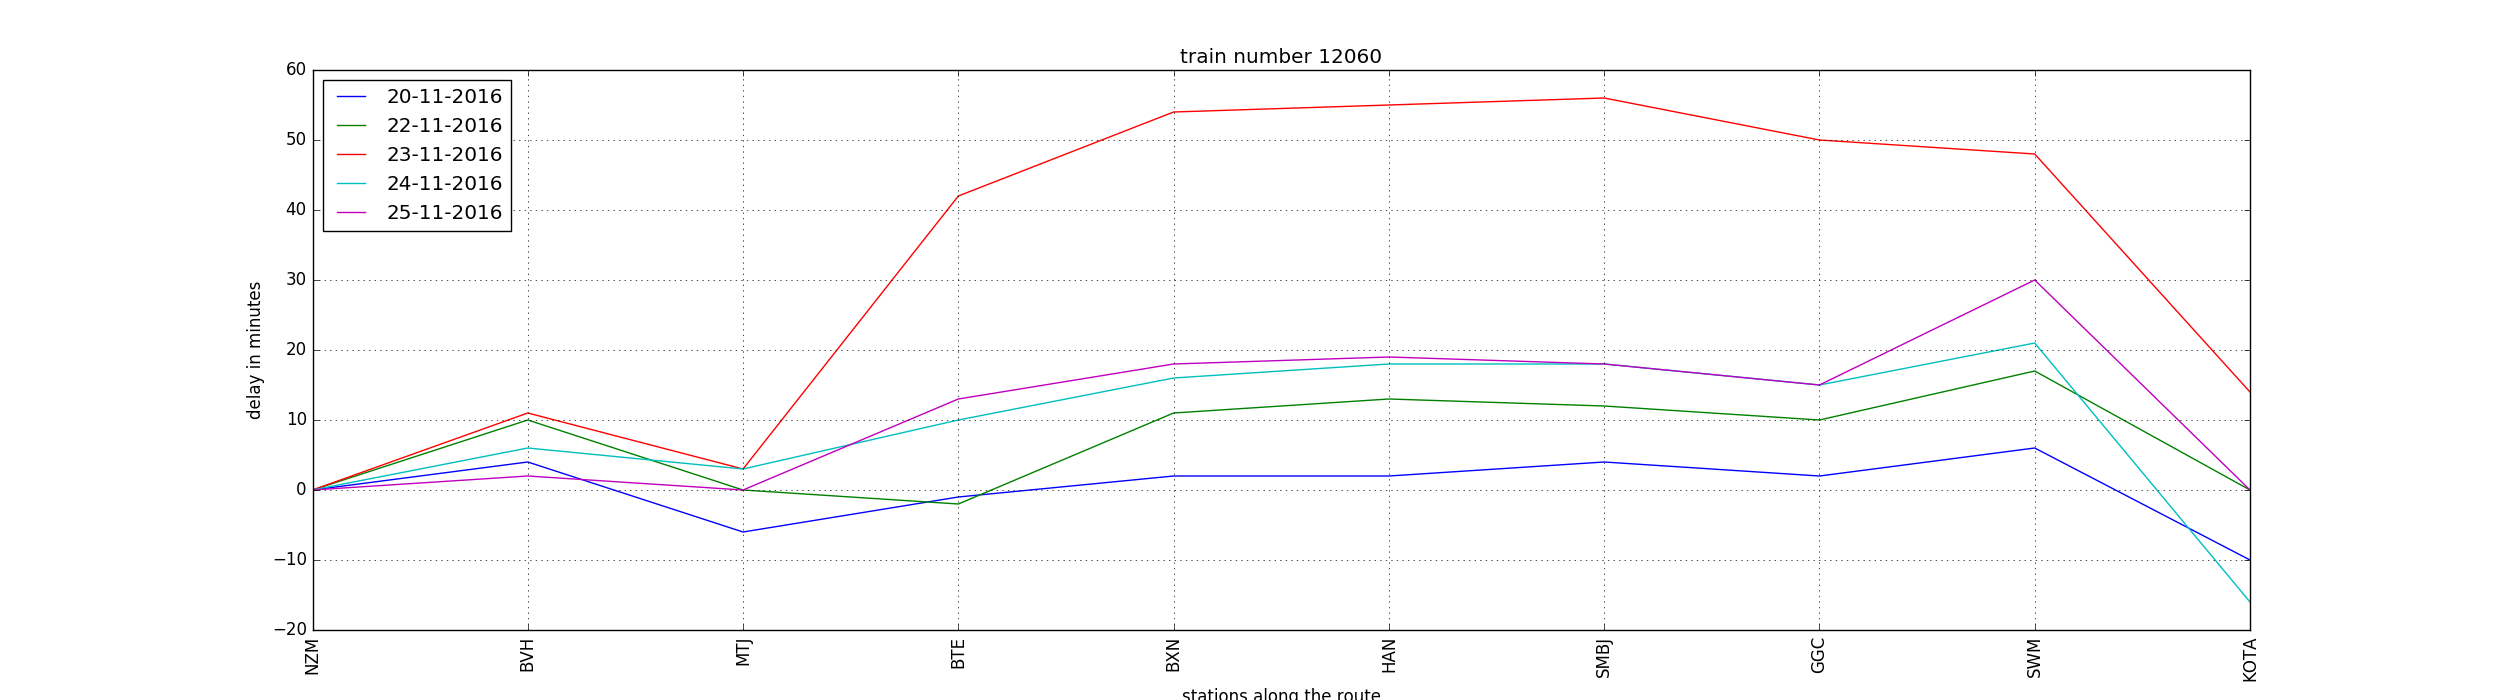 train number 12060
60
50
40
30
20
10
0
−10
−20
delay in minutes
20-11-2016
22-11-2016
23-11-2016
24-11-2016
25-11-2016
NZM
BVH
MTJ
BTE
BXN
HAN
SMBJ
GGC
SWM
KOTA
stations along the route